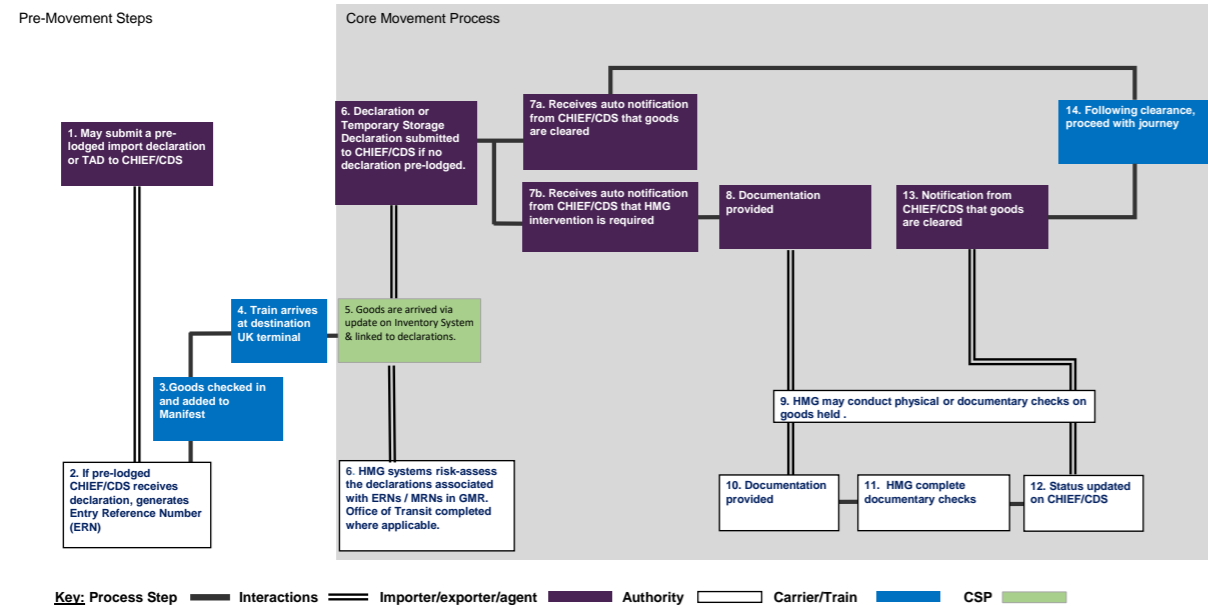 Pre-Movement Steps
Core Movement Process
1. May submit a pre-
lodged import declaration
or TAD to CHIEF/CDS
6. Declaration or
Temporary Storage
Declaration submitted
to CHIEF/CDS if no
declaration pre-lodged.
7a. Receives auto notification
from CHIEF/CDS that goods
are cleared
14. Following clearance,
proceed with journey
7b. Receives auto notification
from CHIEF/CDS that HMG
intervention is required
8. Documentation
provided
13. Notification from
CHIEF/CDS that goods
are cleared
4. Train arrives
at destination
UK terminal
5. Goods are arrived via
update on Inventory System
& linked to declarations.
3.Goods checked in
and added to
Manifest
9. HMG may conduct physical or documentary checks on
goods held .
2. If pre-lodged
CHIEF/CDS receives
declaration, generates
Entry Reference Number
(ERN)
6. HMG systems risk-assess
the declarations associated
with ERNs / MRNs in GMR.
Office of Transit completed
where applicable.
10. Documentation
provided
11. HMG complete
documentary checks
12. Status updated
on CHIEF/CDS
Key: Process Step Interactions Importer/exporter/agent Authority Carrier/Train CSP